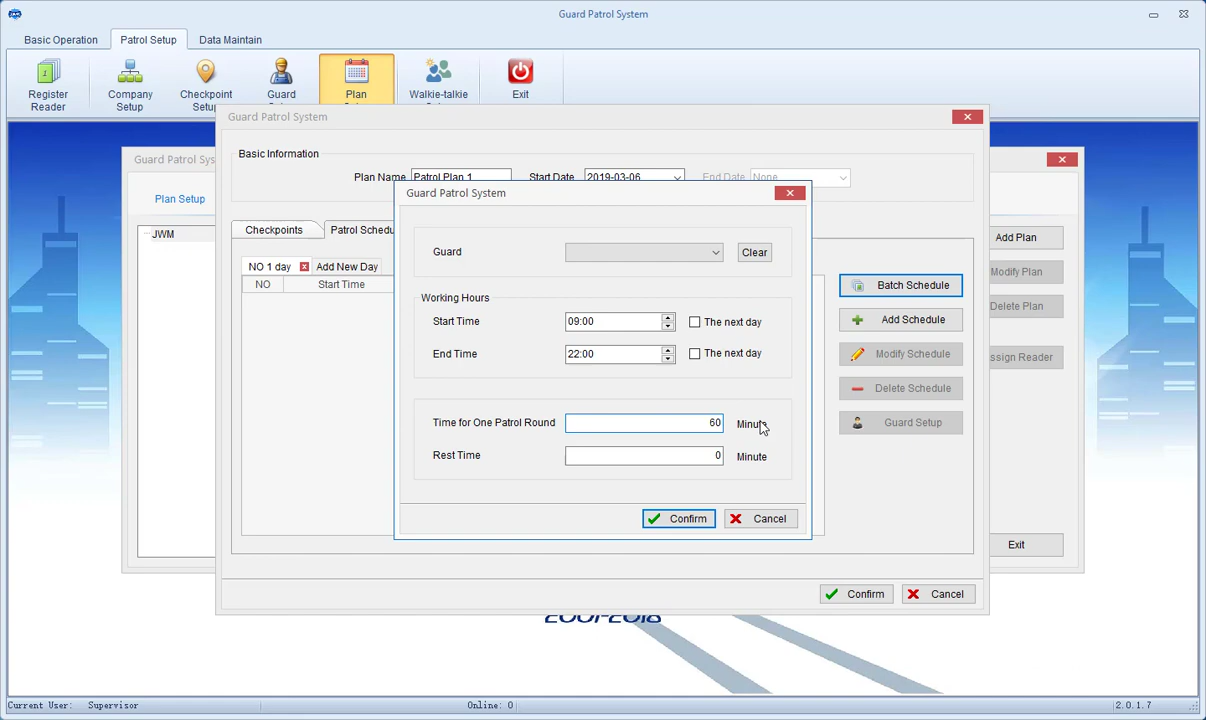 Guard Patrol System
Basic Operation
Patrol Setup
Data Maintain
Register
Reader
Company
Setup
Checkpoint
Setup
Guard
Plan
Walkie-talkie
Exit
Guard Patrol System
Guard Patrol Sys
Basic Information
Plan Name
Patrol Plan 1
Start Date
2019-03-06
End Date
None
Plan Setup
JWM
Checkpoints
Patrol Schedu
NO 1 day
Add New Day
NO
Start Time
Guard Patrol System
Guard
Clear
Working Hours
Start Time
09:00
The next day
End Time
22:00
The next day
Time for One Patrol Round
60
Minute
Rest Time
0
Minute
Confirm
Cancel
Batch Schedule
Add Schedule
Modify Schedule
Delete Schedule
Guard Setup
Add Plan
Modify Plan
Delete Plan
ssign Reader
Exit
Confirm
Cancel
2001-2018
Current User:
Supervisor
Online: 0
2.0.1.7